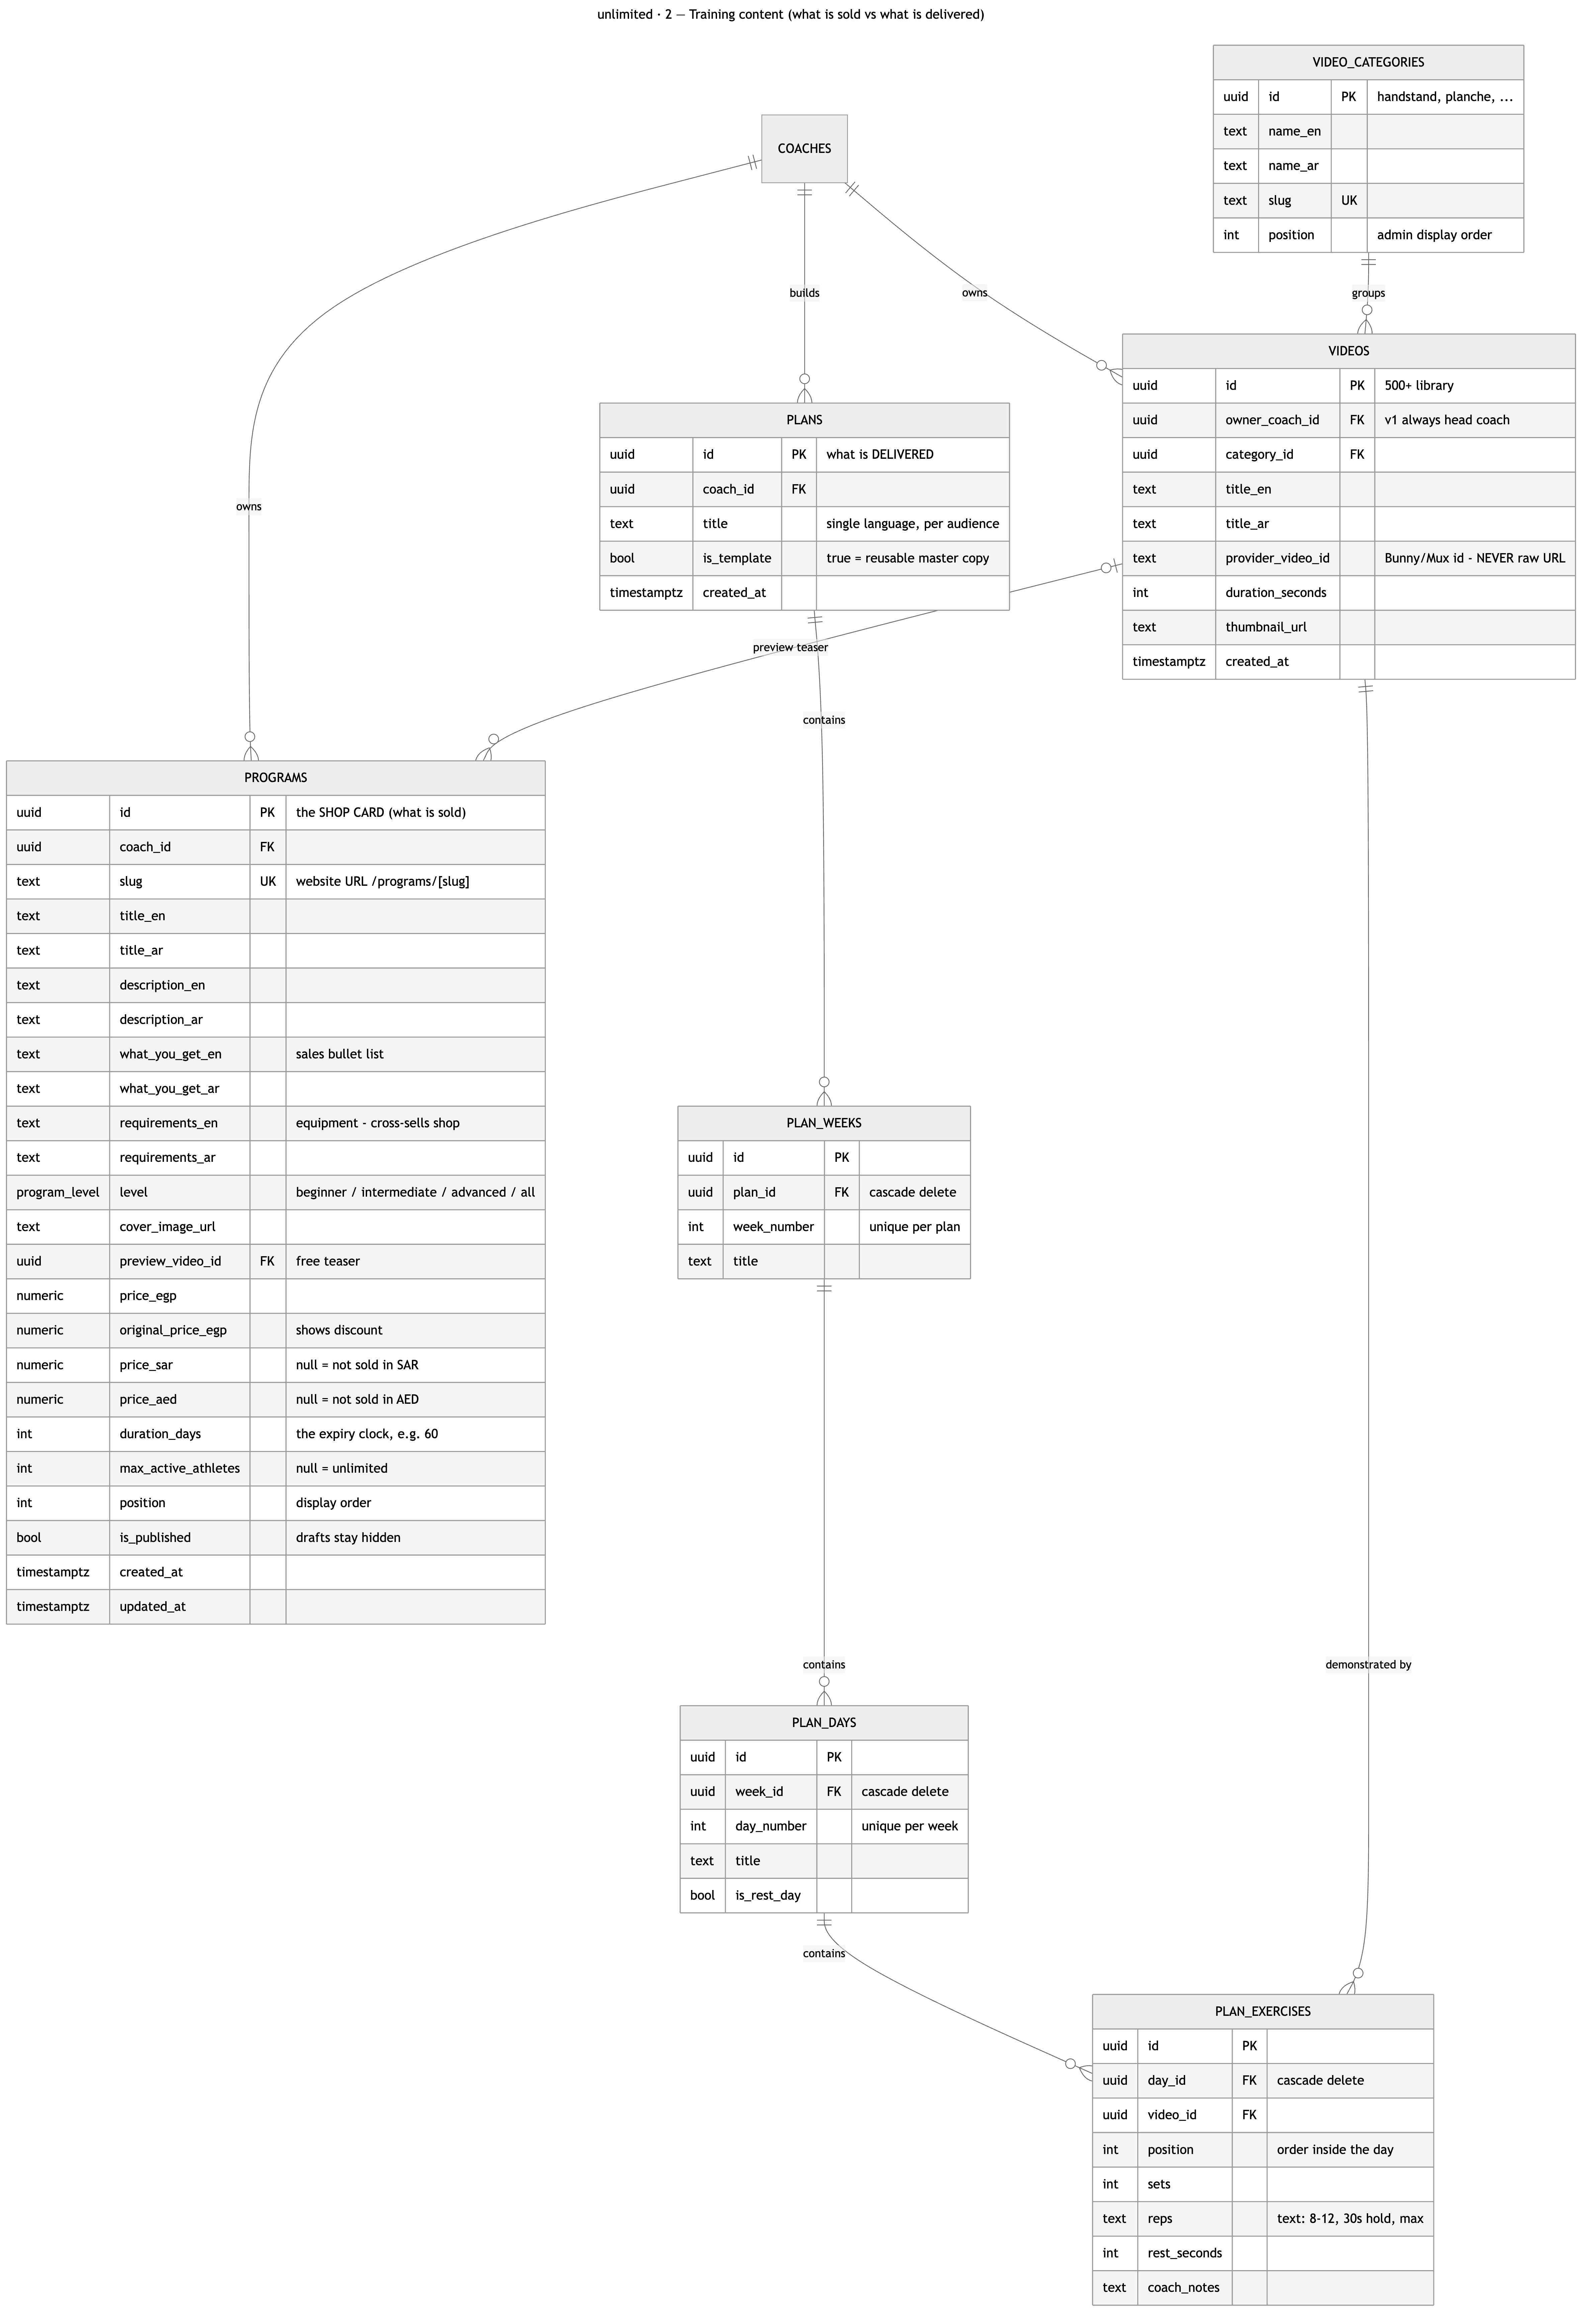 unlimited · 2 — Training content (what is sold vs what is delivered)
VIDEO_CATEGORIES
uuid id PK handstand, planche, ...
text name_en
text name_ar
text slug UK
int position admin display order
COACHES
builds
owns
groups
owns
VIDEOS
uuid id PK 500+ library
uuid owner_coach_id FK v1 always head coach
uuid category_id FK
text title_en
text title_ar
text provider_video_id Bunny/Mux id - NEVER raw URL
int duration_seconds
text thumbnail_url
timestamptz created_at
PLANS
uuid id PK what is DELIVERED
uuid coach_id FK
text title single language, per audience
bool is_template true = reusable master copy
timestamptz created_at
preview teaser
contains
PROGRAMS
uuid id PK the SHOP CARD (what is sold)
uuid coach_id FK
text slug UK website URL /programs/[slug]
text title_en
text title_ar
text description_en
text description_ar
text what_you_get_en sales bullet list
text what_you_get_ar
text requirements_en equipment - cross-sells shop
text requirements_ar
program_level level beginner / intermediate / advanced / all
text cover_image_url
uuid preview_video_id FK free teaser
numeric price_egp
numeric original_price_egp shows discount
numeric price_sar null = not sold in SAR
numeric price_aed null = not sold in AED
int duration_days the expiry clock, e.g. 60
int max_active_athletes null = unlimited
int position display order
bool is_published drafts stay hidden
timestamptz created_at
timestamptz updated_at
PLAN_WEEKS
uuid id PK
uuid plan_id FK cascade delete
int week_number unique per plan
text title
contains
demonstrated by
PLAN_DAYS
uuid id PK
uuid week_id FK cascade delete
int day_number unique per week
text title
bool is_rest_day
contains
PLAN_EXERCISES
uuid id PK
uuid day_id FK cascade delete
uuid video_id FK
int position order inside the day
int sets
text reps text: 8-12, 30s hold, max
int rest_seconds
text coach_notes